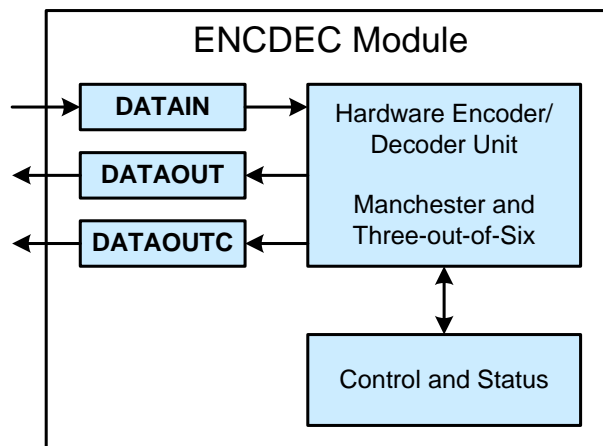 ENCDEC Module
DATAIN
DATAOUT
DATAOUTC
Hardware Encoder/
Decoder Unit
Manchester and
Three-out-of-Six
Control and Status